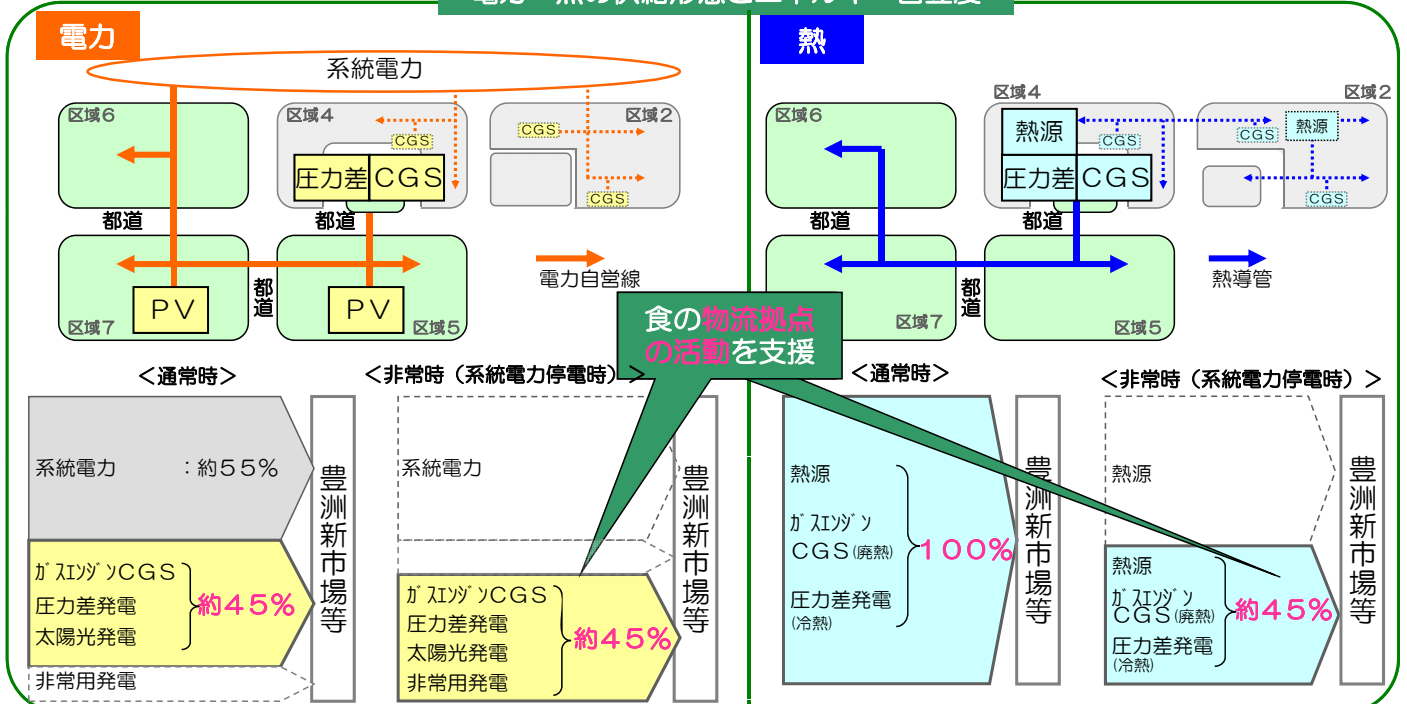 電力
系統電力
区域6
区域4
区域2
CGS
CGS
CGS
圧力差
CGS
都道
都道
都道
PV
PV
区域7
区域5
電力自営線
熱
区域6
区域4
区域2
熱源
CGS
CGS
熱源
圧力差
CGS
CGS
都道
都道
都道
区域7
区域5
熱導管
食の物流拠点
の活動を支援
<通常時>
系統電力 :約55%
ガスエンジンCGS
圧力差発電
太陽光発電
約45%
非常用発電
豊洲新市場等
<非常時(系統電力停電時)>
系統電力
ガスエンジンCGS
圧力差発電
太陽光発電
非常用発電
約45%
豊洲新市場等
<通常時>
熱源
ガスエンジン
CGS(廃熱)
圧力差発電
(冷熱)
100%
豊洲新市場等
<非常時(系統電力停電時)>
熱源
熱源
ガスエンジン
CGS(廃熱)
圧力差発電
(冷熱)
約45%
豊洲新市場等